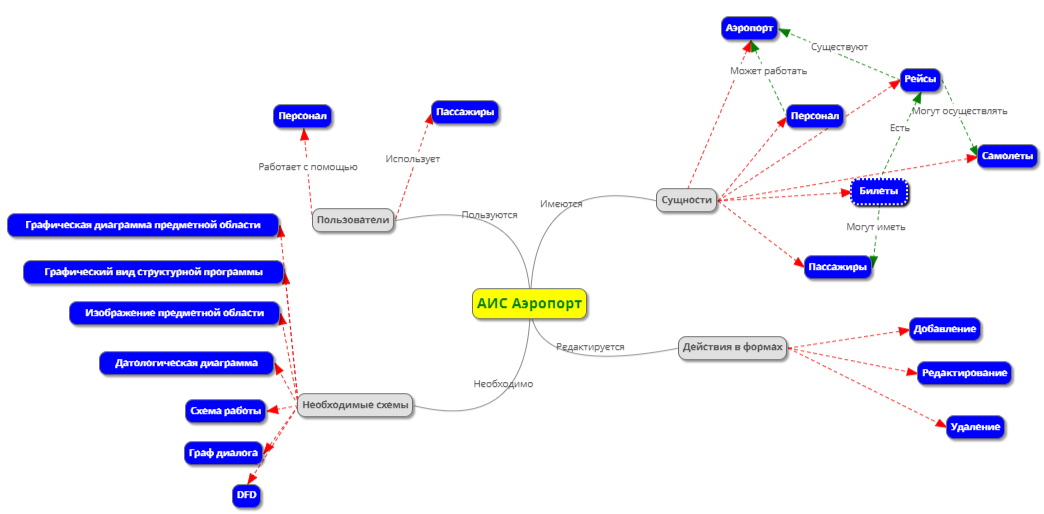 Аэропорт
Существуют
Может работать
Рейсы
Персонал
Могут осуществлять
Есть
Самолеты
Билеты
Сущности
Могут иметь
Пассажиры
Имеются
Персонал
Пассажиры
Работает с помощью
Использует
Пользователи
Пользуются
Графическая диаграмма предметной области
Графический вид структурной программы
Изображение предметной области
Датологическая диаграмма
Схема работы
Граф диалога
DFD
Необходимые схемы
Необходимо
АИС Аэропорт
Редактируется
Действия в формах
Добавление
Редактирование
Удаление